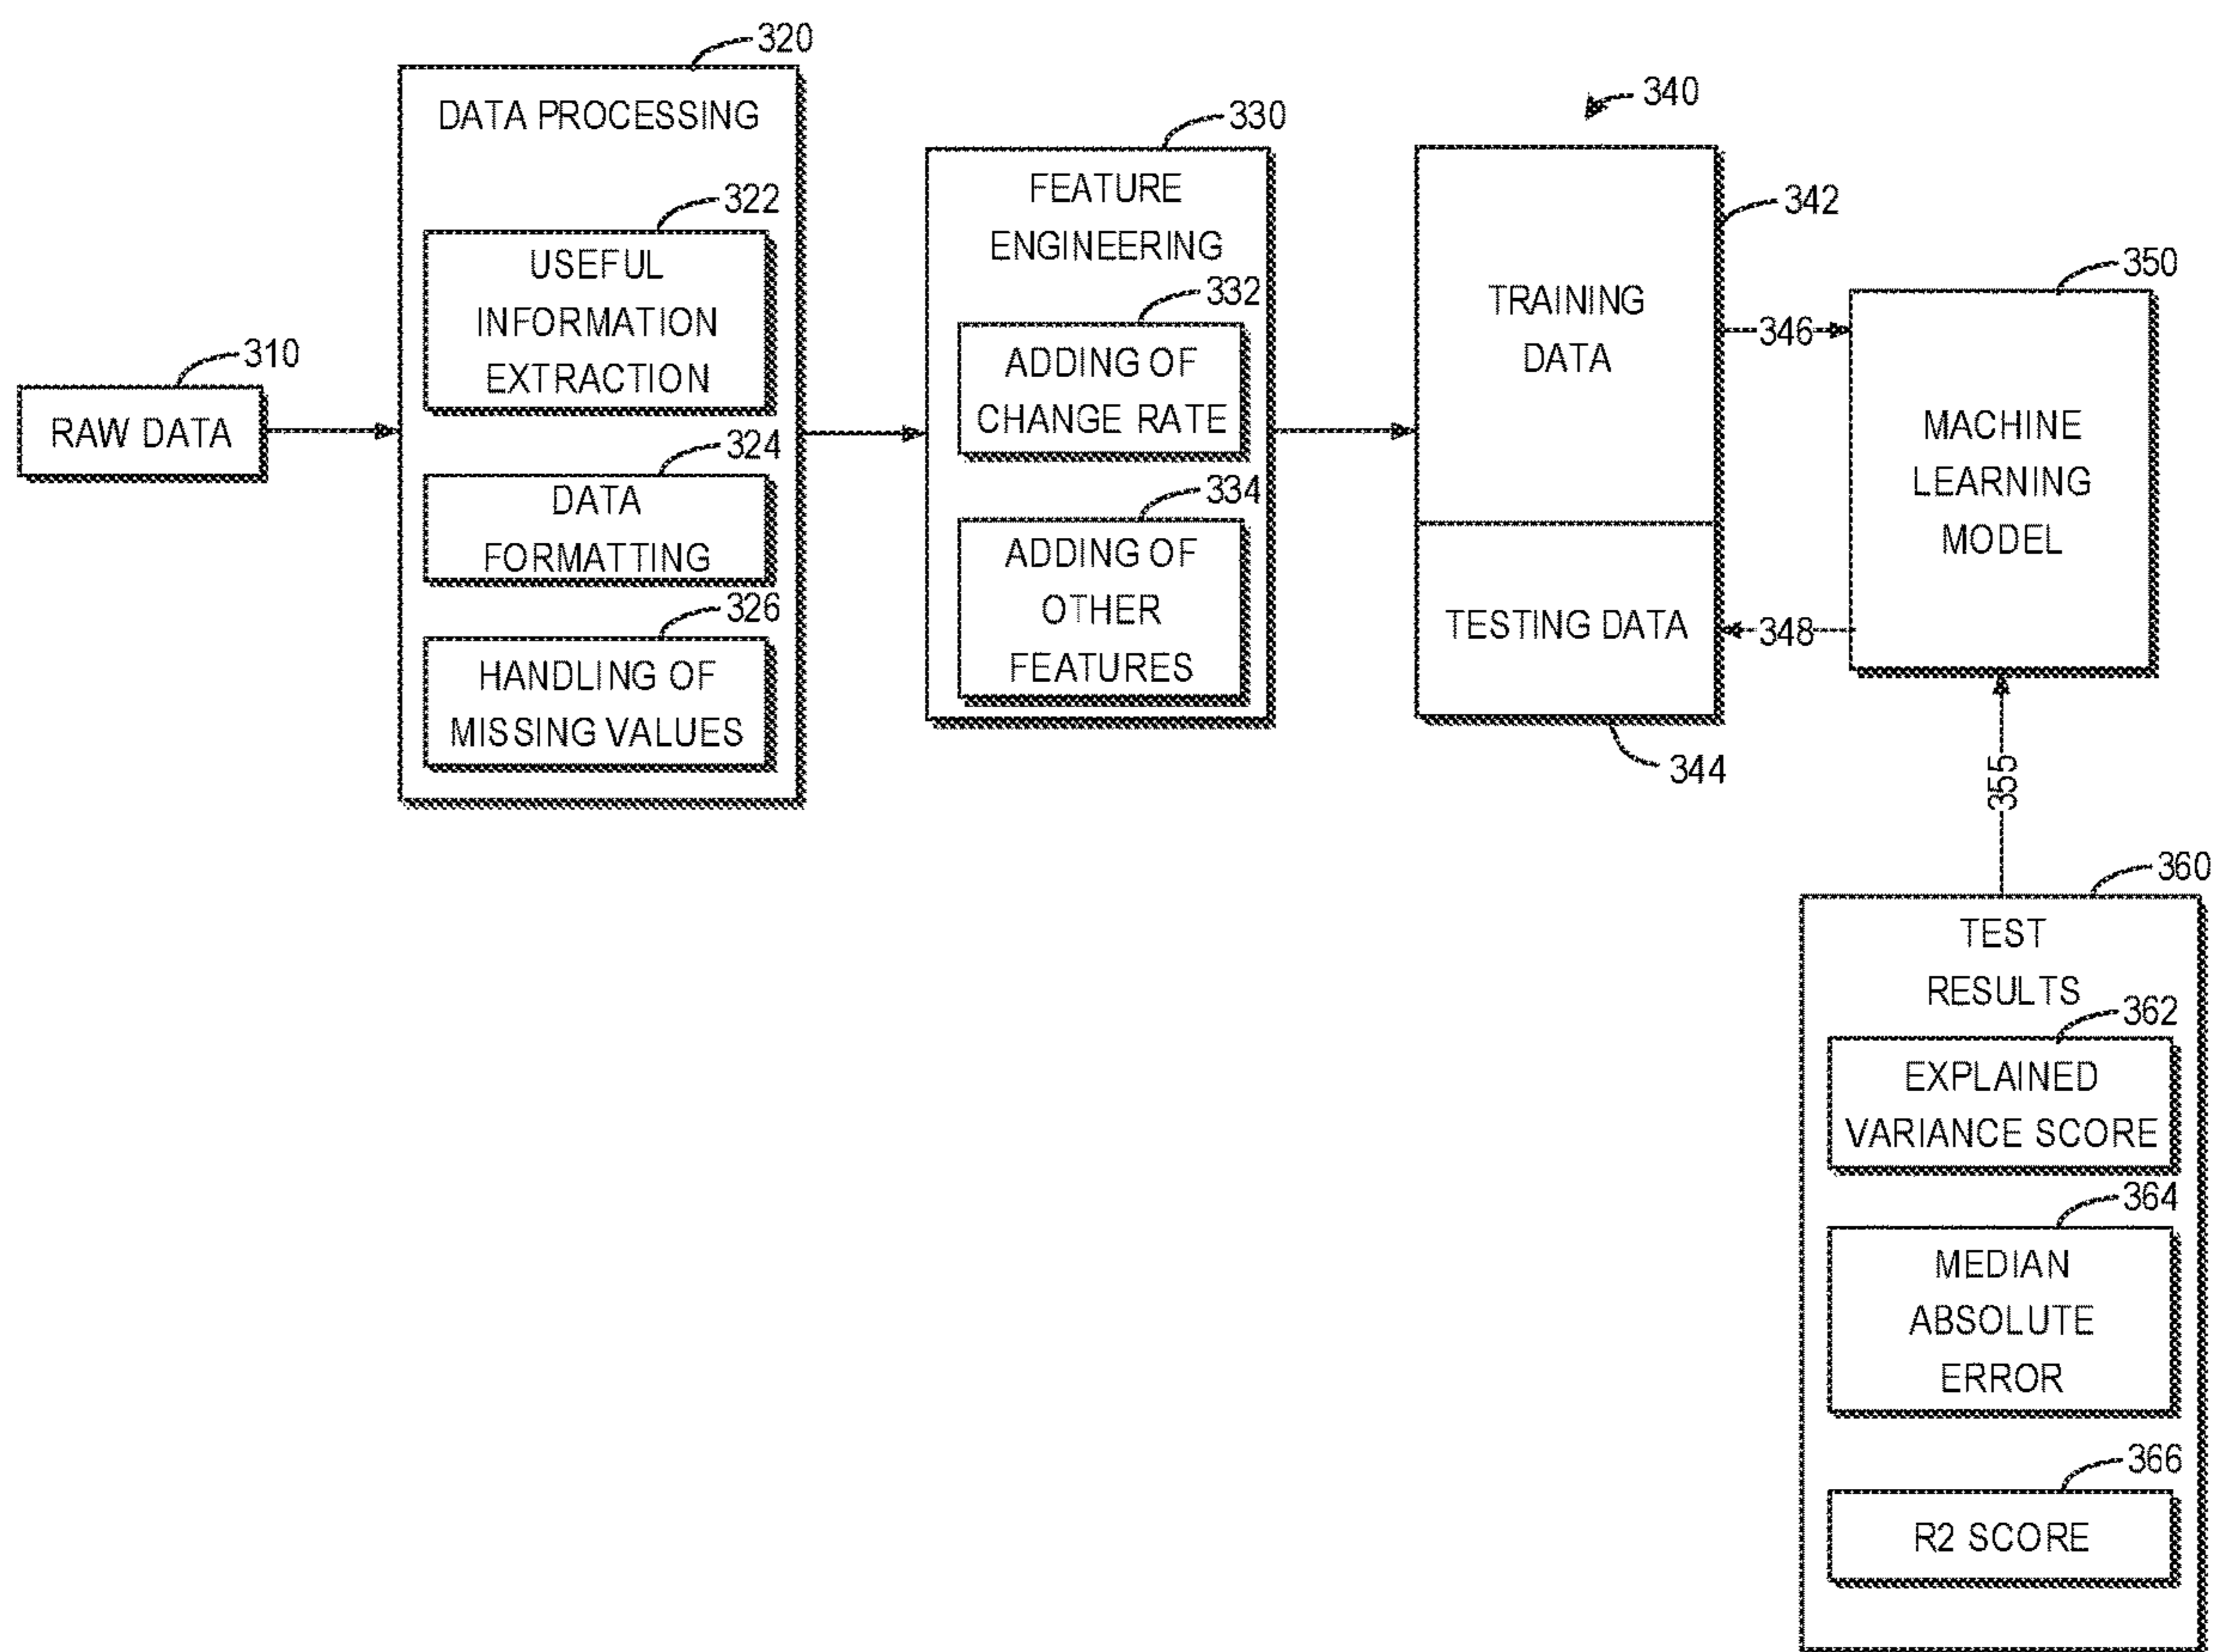 320
DATA PROCESSING
322
USEFUL
INFORMATION
EXTRACTION
310
RAW DATA
324
DATA
FORMATTING
326
HANDLING OF
MISSING VALUES
330
FEATURE
ENGINEERING
332
ADDING OF
CHANGE RATE
334
ADDING OF
OTHER
FEATURES
340
342
TRAINING
DATA
346
TESTING DATA
348
344
350
MACHINE
LEARNING
MODEL
355
360
TEST
RESULTS
362
EXPLAINED
VARIANCE SCORE
364
MEDIAN
ABSOLUTE
ERROR
366
R2 SCORE